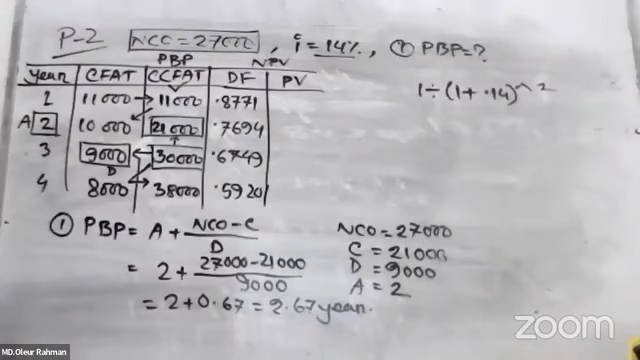 P-2 NCO = 27000, i = 14%, ① PBP = ?
PBP NPV
year CFAT CCFAT DF PV
1 11000 11000 .8771
A 2 10000 21000 .7694
3 9000 30000 .6749
D
4 8000 38000 .5920
1 ÷ (1 + .14)^2
① PBP = A + NCO - C / D
= 2 + 27000 - 21000 / 9000
= 2 + 0.67 = 2.67 year.
NCO = 27000
C = 21000
D = 9000
A = 2
MD.Oleur Rahman
zoom